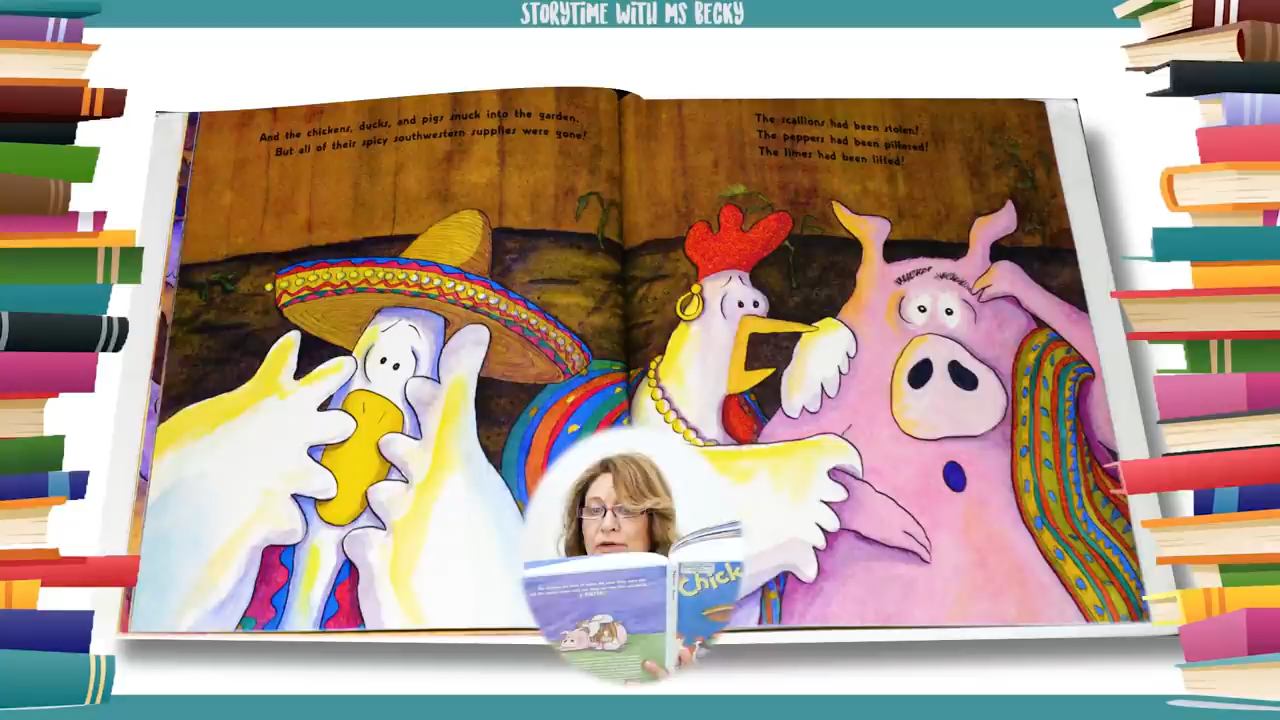 STORYTIME WITH MS BECKY
And the chickens, ducks, and pigs snuck into the garden.
But all of their spicy southwestern supplies were gone!
The scallions had been stolen!
The peppers had been pilfered!
The limes had been lifted!
Chick